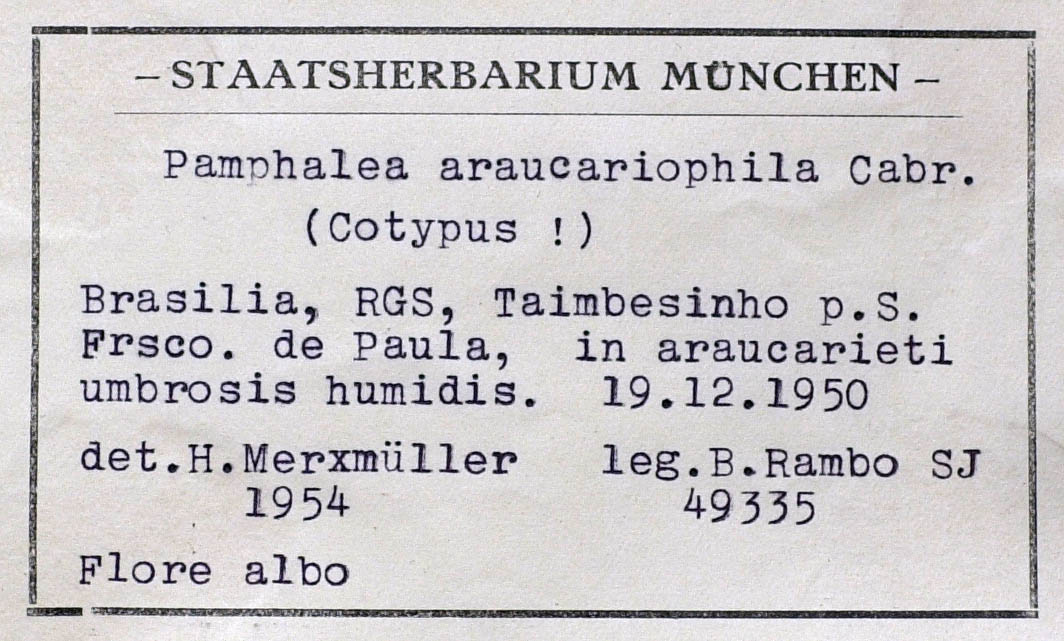 – STAATSHERBARIUM MÜNCHEN –
Pamphalea araucariophila Cabr.
(Cotypus !)
Brasilia, RGS, Taimbesinho p.S.
Frsco. de Paula, in araucarieti
umbrosis humidis. 19.12.1950
det.H.Merxmüller leg.B.Rambo SJ
1954 49335
Flore albo